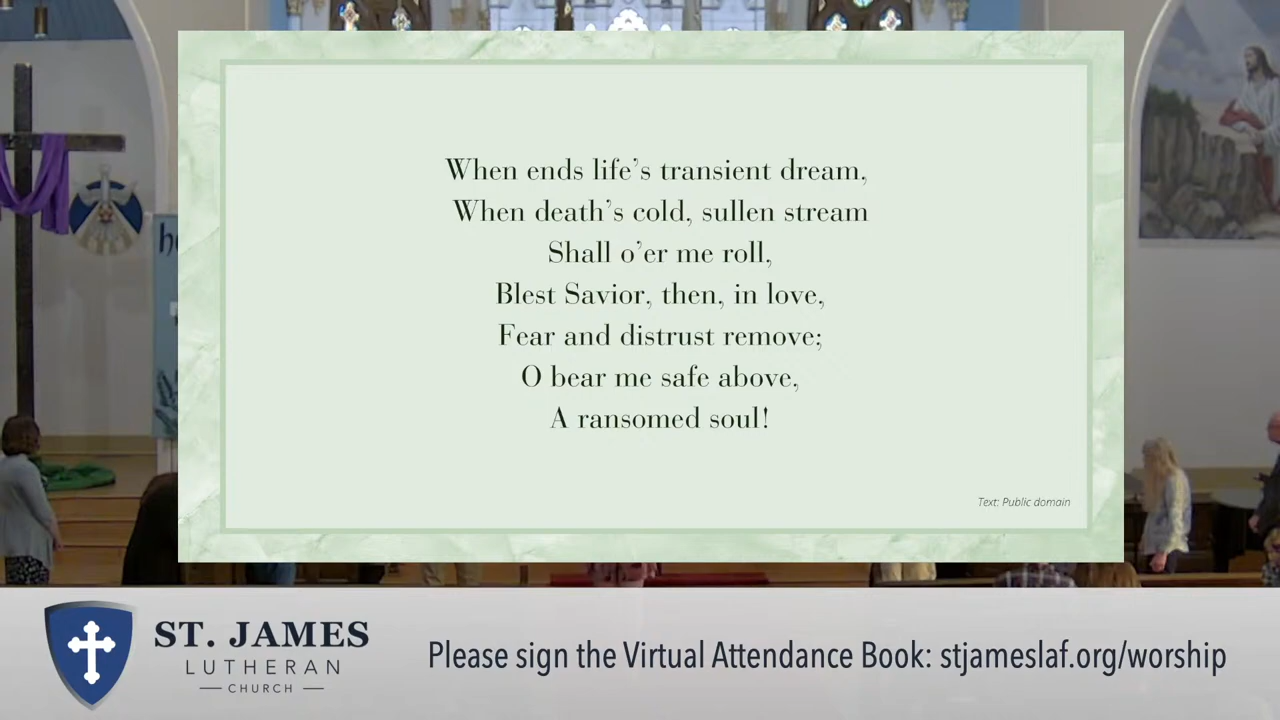 When ends life's transient dream,
When death's cold, sullen stream
Shall o'er me roll,
Blest Savior, then, in love,
Fear and distrust remove;
O bear me safe above,
A ransomed soul!
Text: Public domain
ST. JAMES
LUTHERAN
CHURCH
Please sign the Virtual Attendance Book: stjameslaf.org/worship